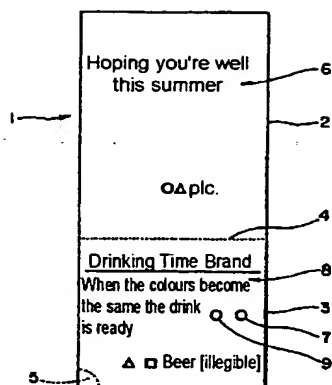 Hoping you're well
this summer
6
1
2
O△ plc.
4
Drinking Time Brand
8
When the colours become
the same the drink
is ready
3
7
9
△ □ Beer [illegible]
5